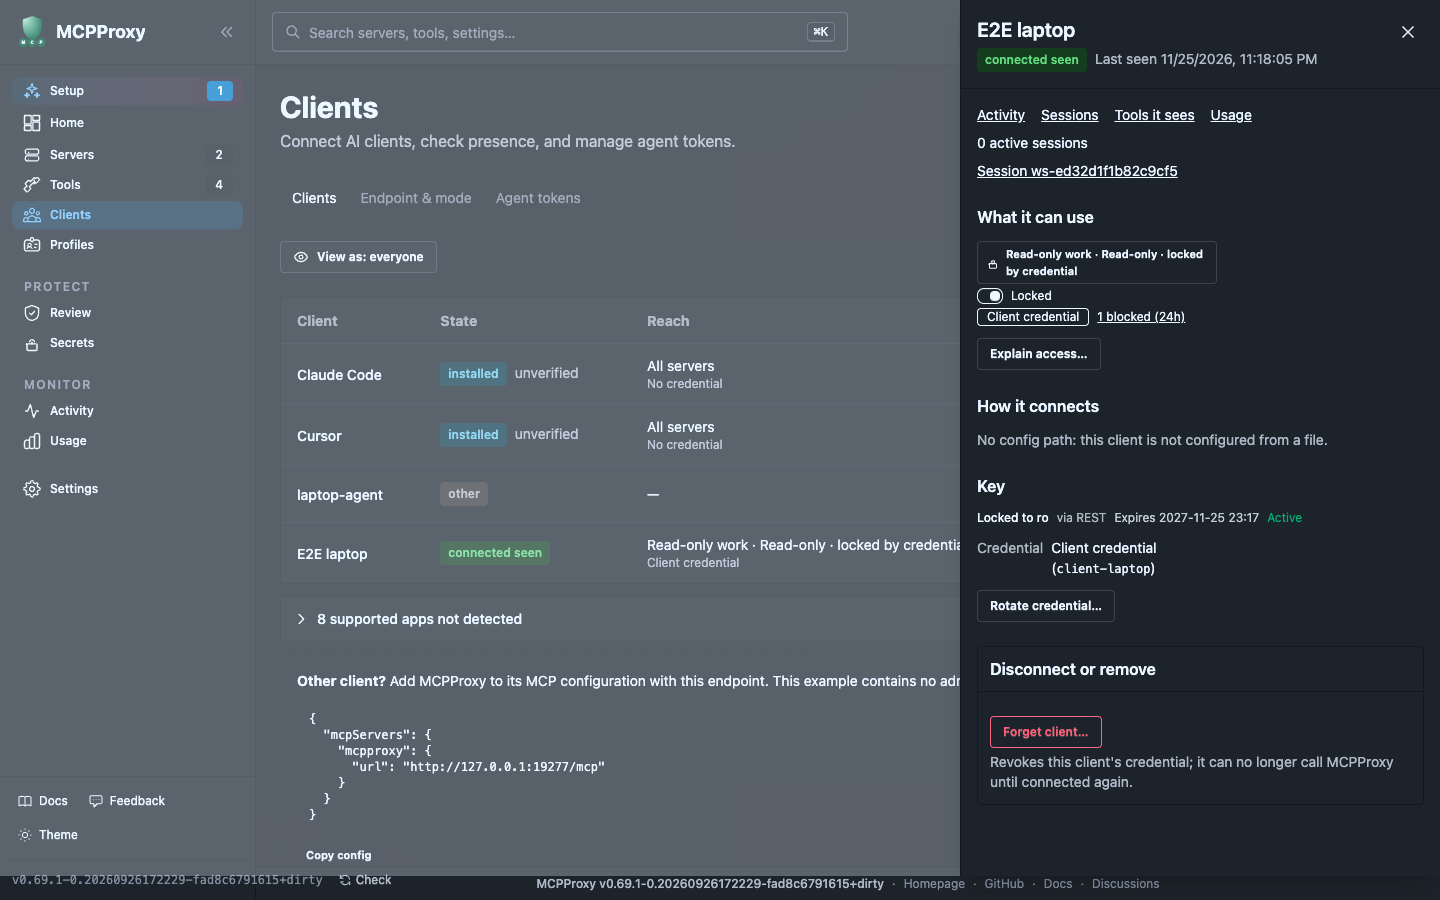 MCPProxy
Setup 1
Home
Servers 2
Tools 4
Clients
Profiles
PROTECT
Review
Secrets
MONITOR
Activity
Usage
Settings
Docs Feedback
Theme
v0.69.1-0.20260926172229-fad8c6791615+dirty Check
Search servers, tools, settings... ⌘K
Clients
Connect AI clients, check presence, and manage agent tokens.
Clients Endpoint & mode Agent tokens
View as: everyone
Client State Reach
Claude Code installed unverified All servers
No credential
Cursor installed unverified All servers
No credential
laptop-agent other —
E2E laptop connected seen Read-only work · Read-only · locked by credentia
Client credential
8 supported apps not detected
Other client? Add MCPProxy to its MCP configuration with this endpoint. This example contains no adm
{
"mcpServers": {
"mcpproxy": {
"url": "http://127.0.0.1:19277/mcp"
}
}
}
Copy config
MCPProxy v0.69.1-0.20260926172229-fad8c6791615+dirty · Homepage · GitHub · Docs · Discussions
E2E laptop
connected seen Last seen 11/25/2026, 11:18:05 PM
Activity Sessions Tools it sees Usage
0 active sessions
Session ws-ed32d1f1b82c9cf5
What it can use
Read-only work · Read-only · locked
by credential
Locked
Client credential 1 blocked (24h)
Explain access...
How it connects
No config path: this client is not configured from a file.
Key
Locked to ro via REST Expires 2027-11-25 23:17 Active
Credential Client credential
(client-laptop)
Rotate credential...
Disconnect or remove
Forget client...
Revokes this client's credential; it can no longer call MCPProxy
until connected again.